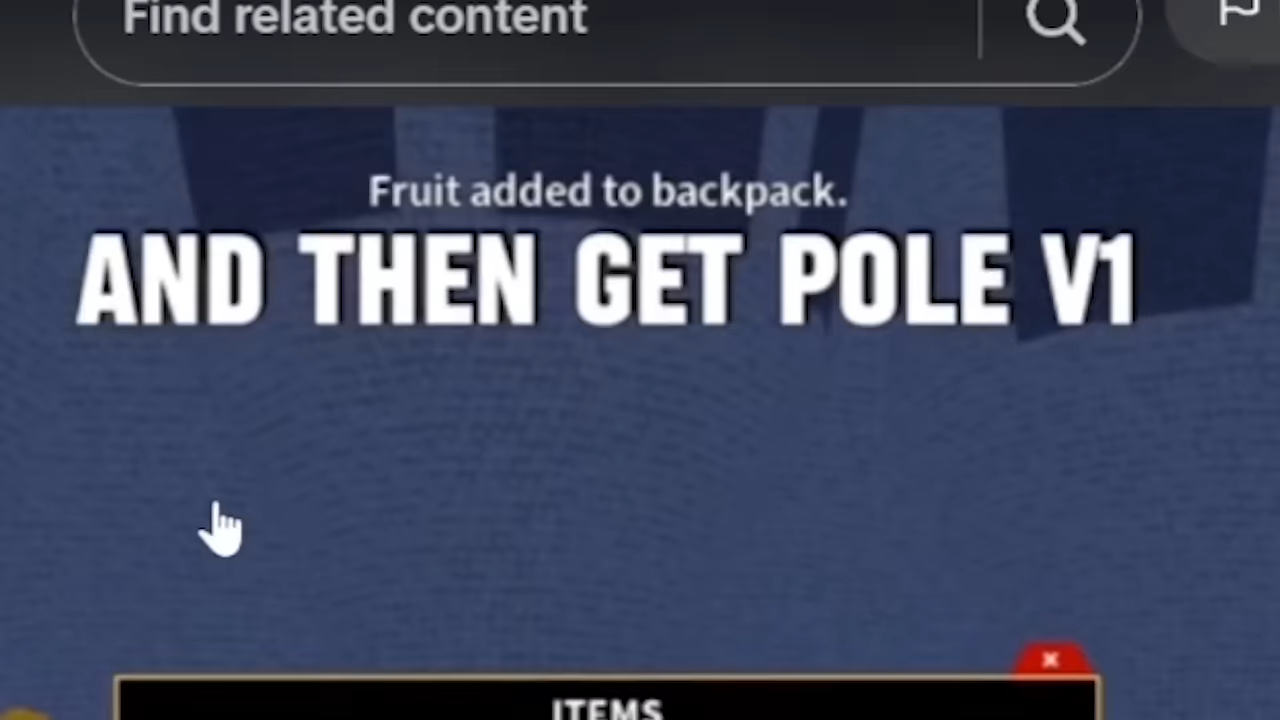 Find related content
Fruit added to backpack.
AND THEN GET POLE V1
×
ITEMS